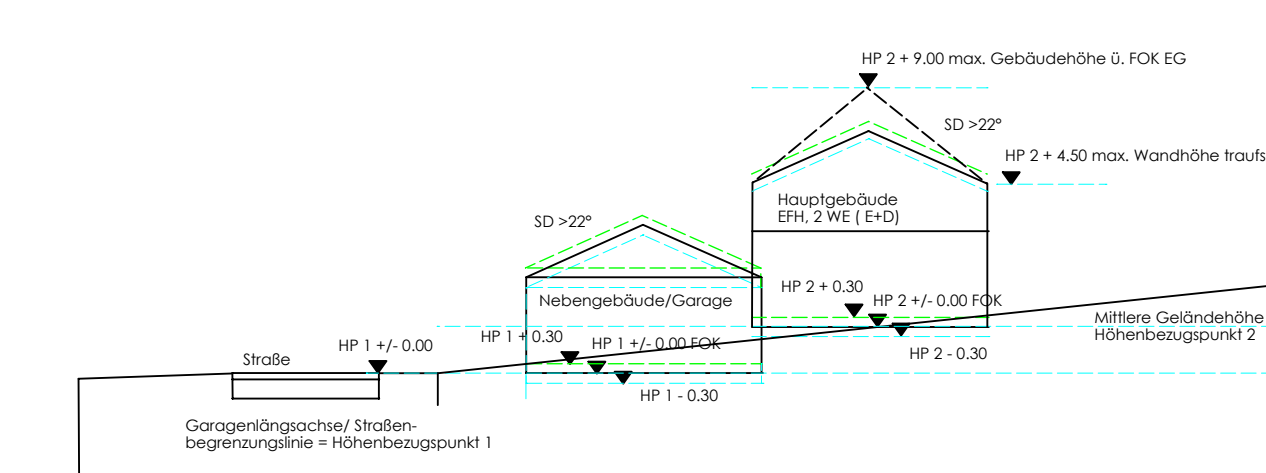 HP 2 + 9.00 max. Gebäudehöhe ü. FOK EG
SD >22°
HP 2 + 4.50 max. Wandhöhe traufs
Hauptgebäude
EFH, 2 WE ( E+D)
SD >22°
HP 2 + 0.30
HP 2 +/- 0.00 FOK
Nebengebäude/Garage
Mittlere Geländehöhe
Höhenbezugspunkt 2
HP 1 + 0.30
HP 1 +/- 0.00 FOK
HP 1 +/- 0.00
HP 2 - 0.30
Straße
HP 1 - 0.30
Garagenlängsachse/ Straßen-
begrenzungslinie = Höhenbezugspunkt 1